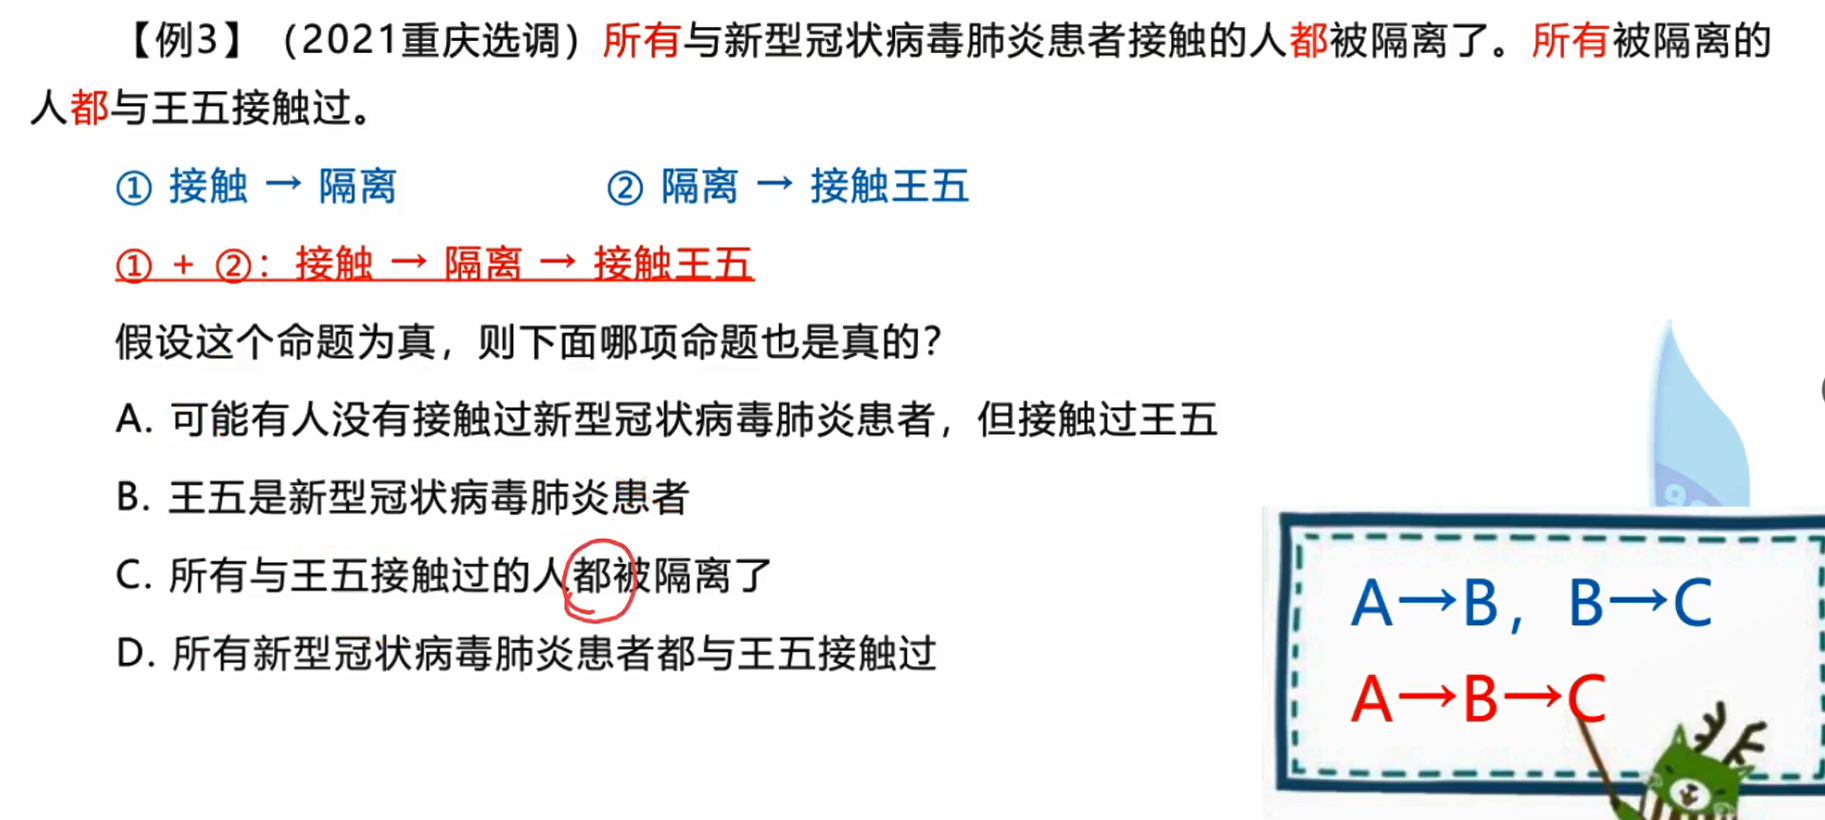 【例3】（2021重庆选调）所有与新型冠状病毒肺炎患者接触的人都被隔离了。所有被隔离的
人都与王五接触过。
① 接触 → 隔离 ② 隔离 → 接触王五
① + ②：接触 → 隔离 → 接触王五
假设这个命题为真，则下面哪项命题也是真的？
A. 可能有人没有接触过新型冠状病毒肺炎患者，但接触过王五
B. 王五是新型冠状病毒肺炎患者
C. 所有与王五接触过的人都被隔离了
D. 所有新型冠状病毒肺炎患者都与王五接触过
A→B，B→C
A→B→C